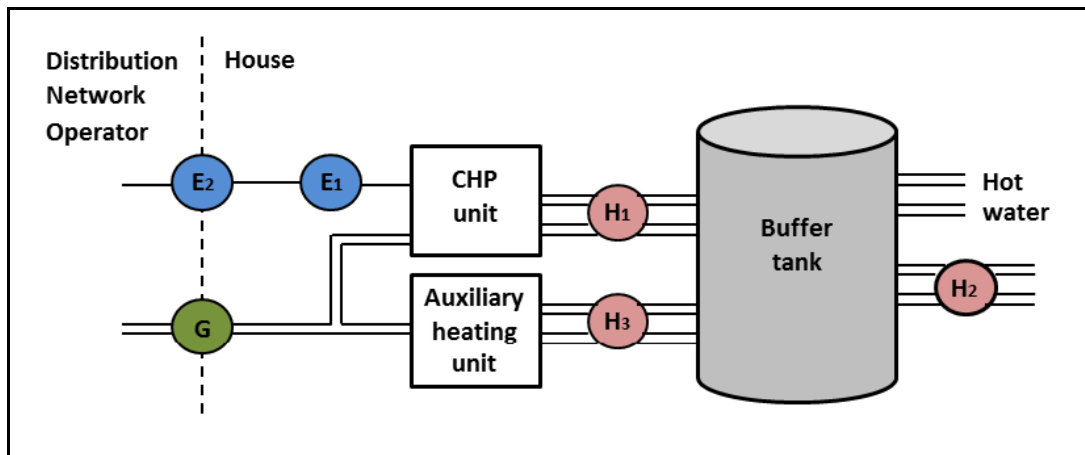 Distribution
Network
Operator
House
E2
E1
CHP
unit
H1
Buffer
tank
Hot
water
H2
G
Auxiliary
heating
unit
H3